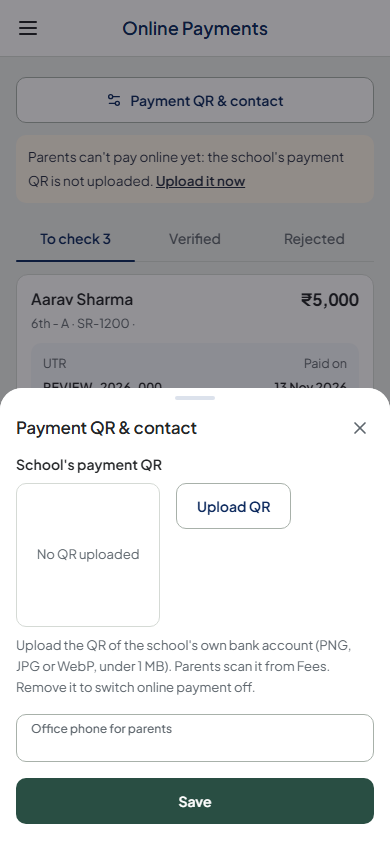 Online Payments
Payment QR & contact
Parents can't pay online yet: the school's payment
QR is not uploaded. Upload it now
To check 3
Verified
Rejected
Aarav Sharma
₹5,000
6th - A · SR-1200 ·
UTR
Paid on
REVIEW_2026_000
13 Nov 2026
Payment QR & contact
School's payment QR
No QR uploaded
Upload QR
Upload the QR of the school's own bank account (PNG,
JPG or WebP, under 1 MB). Parents scan it from Fees.
Remove it to switch online payment off.
Office phone for parents
Save